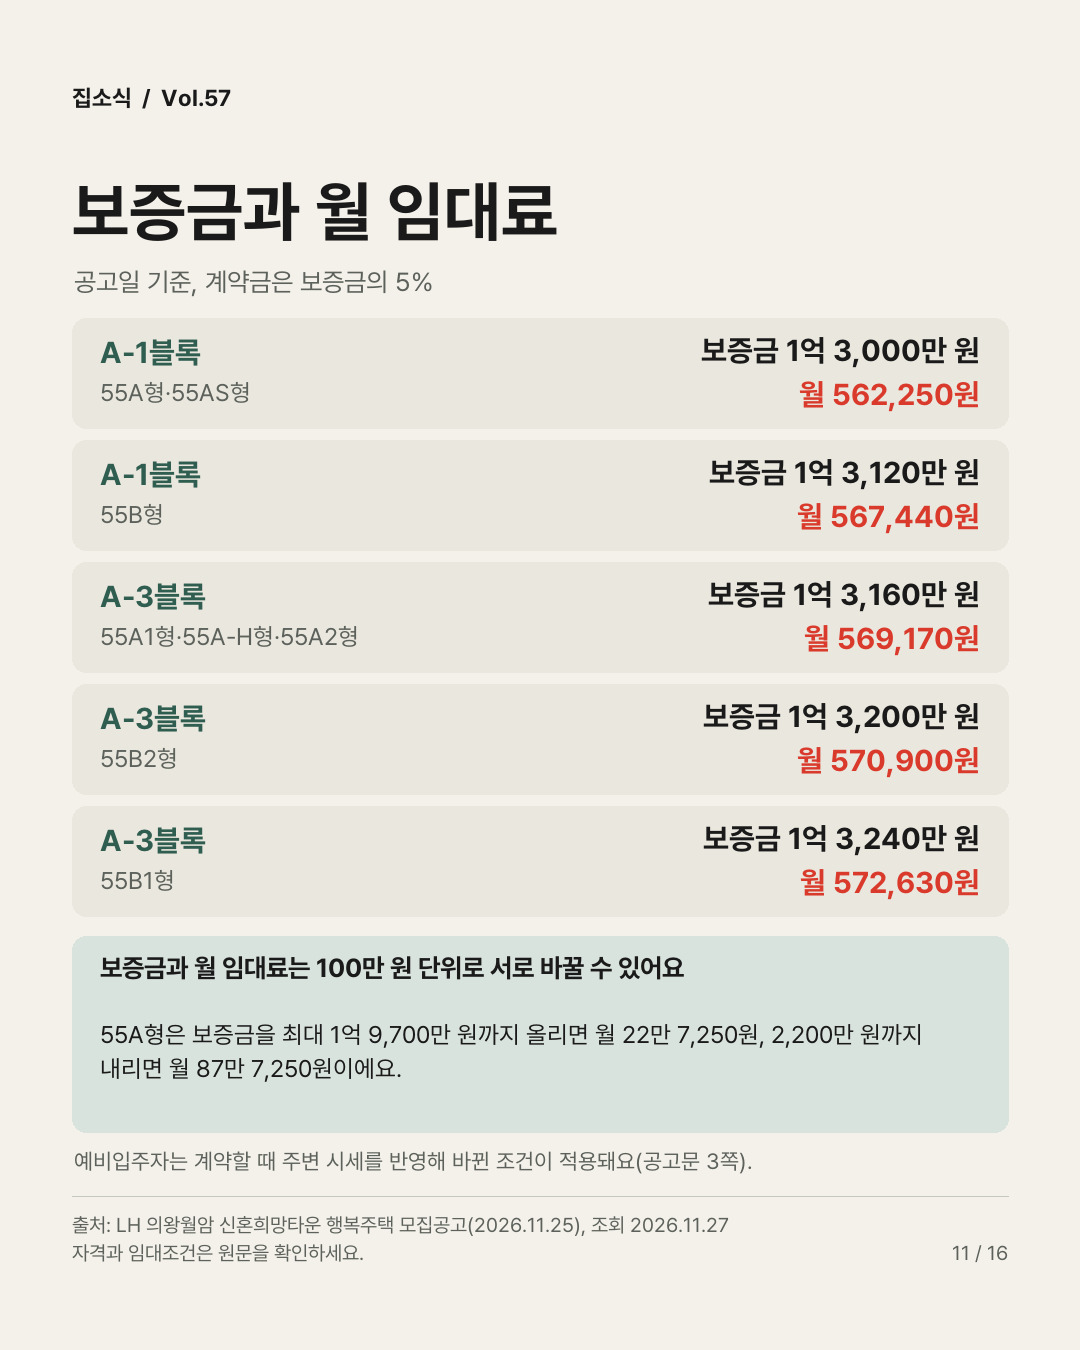 집소식 / Vol.57
보증금과 월 임대료
공고일 기준, 계약금은 보증금의 5%
A-1블록
55A형·55AS형
보증금 1억 3,000만 원
월 562,250원
A-1블록
55B형
보증금 1억 3,120만 원
월 567,440원
A-3블록
55A1형·55A-H형·55A2형
보증금 1억 3,160만 원
월 569,170원
A-3블록
55B2형
보증금 1억 3,200만 원
월 570,900원
A-3블록
55B1형
보증금 1억 3,240만 원
월 572,630원
보증금과 월 임대료는 100만 원 단위로 서로 바꿀 수 있어요
55A형은 보증금을 최대 1억 9,700만 원까지 올리면 월 22만 7,250원, 2,200만 원까지
내리면 월 87만 7,250원이에요.
예비입주자는 계약할 때 주변 시세를 반영해 바뀐 조건이 적용돼요(공고문 3쪽).
출처: LH 의왕월암 신혼희망타운 행복주택 모집공고(2026.11.25), 조회 2026.11.27
자격과 임대조건은 원문을 확인하세요.
11 / 16